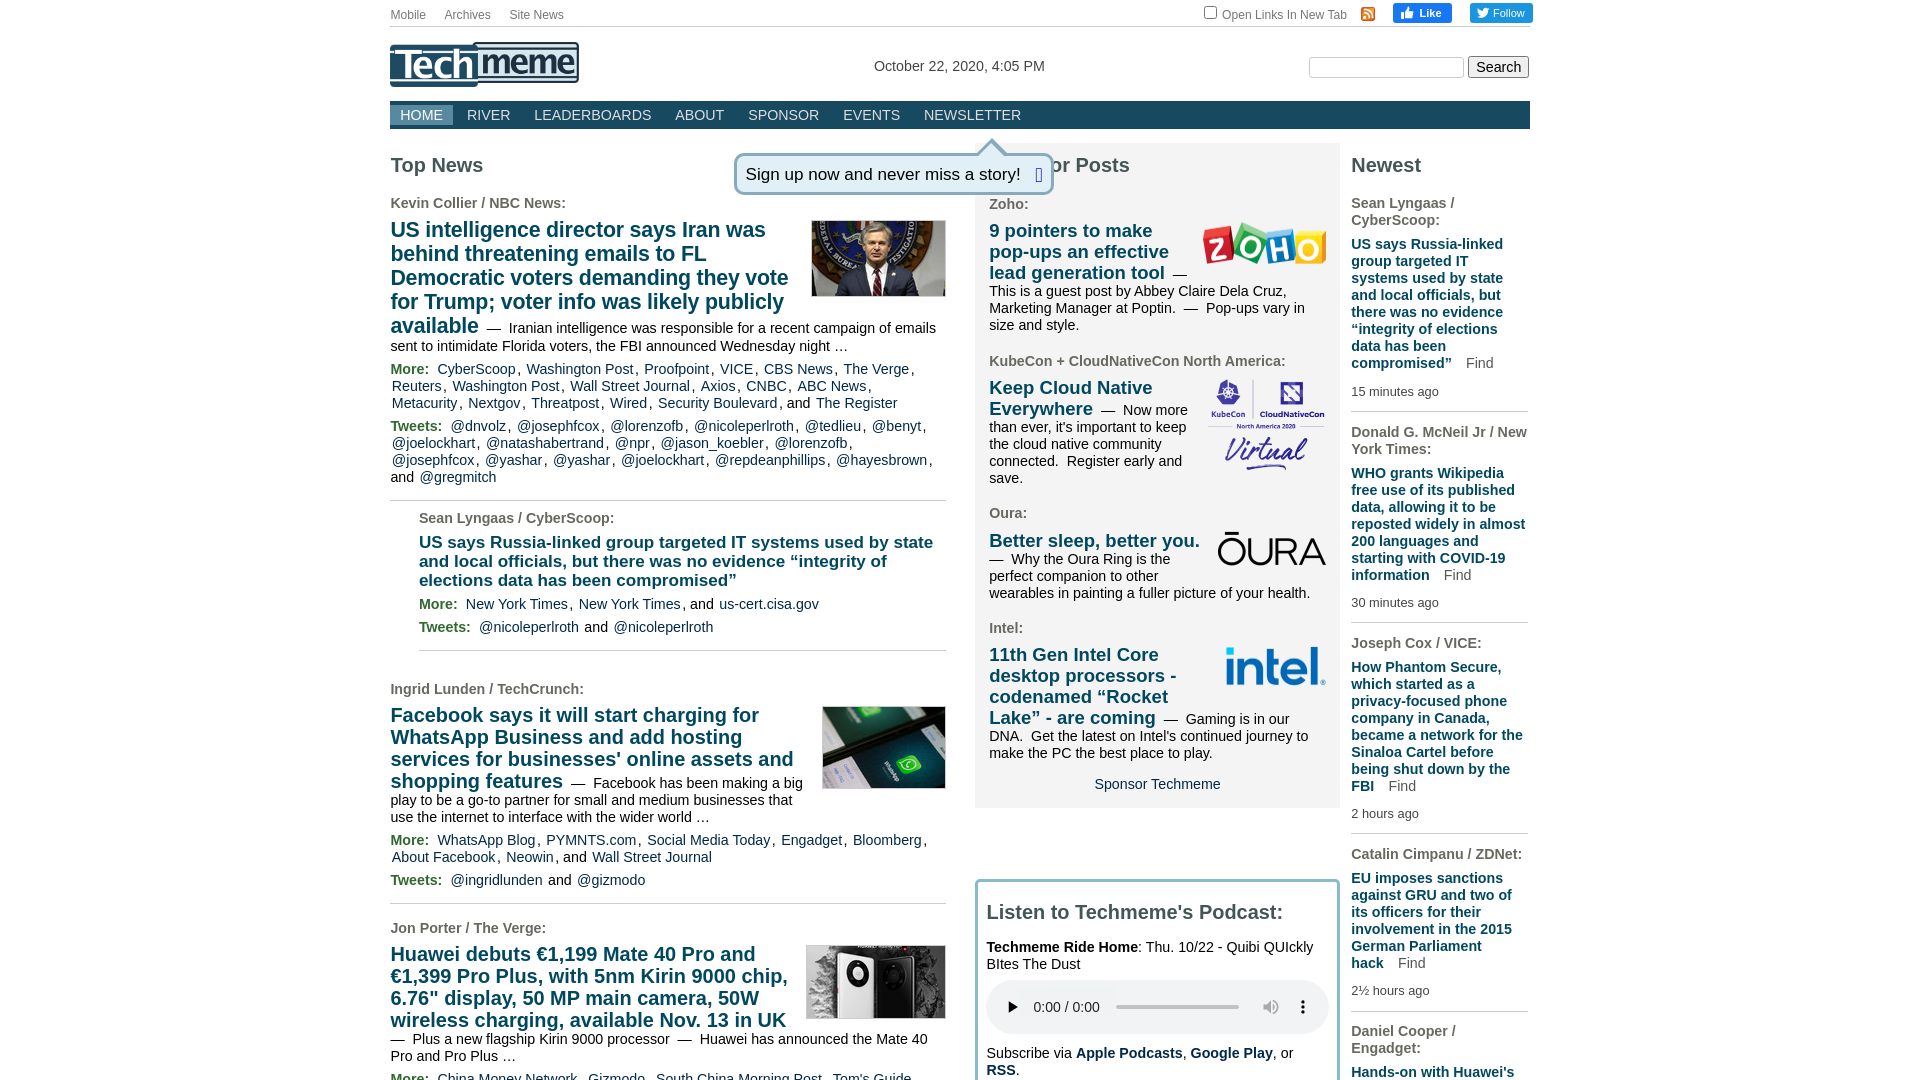 Mobile Archives Site News
Open Links In New Tab Like Follow
Techmeme
October 22, 2020, 4:05 PM
Search
HOME RIVER LEADERBOARDS ABOUT SPONSOR EVENTS NEWSLETTER
Sign up now and never miss a story!
Top News
Kevin Collier / NBC News:
US intelligence director says Iran was
behind threatening emails to FL
Democratic voters demanding they vote
for Trump; voter info was likely publicly
available — Iranian intelligence was responsible for a recent campaign of emails
sent to intimidate Florida voters, the FBI announced Wednesday night …
More: CyberScoop, Washington Post, Proofpoint, VICE, CBS News, The Verge,
Reuters, Washington Post, Wall Street Journal, Axios, CNBC, ABC News,
Metacurity, Nextgov, Threatpost, Wired, Security Boulevard, and The Register
Tweets: @dnvolz, @josephfcox, @lorenzofb, @nicoleperlroth, @tedlieu, @benyt,
@joelockhart, @natashabertrand, @npr, @jason_koebler, @lorenzofb,
@josephfcox, @yashar, @yashar, @joelockhart, @repdeanphillips, @hayesbrown,
and @gregmitch
Sean Lyngaas / CyberScoop:
US says Russia-linked group targeted IT systems used by state
and local officials, but there was no evidence “integrity of
elections data has been compromised”
More: New York Times, New York Times, and us-cert.cisa.gov
Tweets: @nicoleperlroth and @nicoleperlroth
Ingrid Lunden / TechCrunch:
Facebook says it will start charging for
WhatsApp Business and add hosting
services for businesses' online assets and
shopping features — Facebook has been making a big
play to be a go-to partner for small and medium businesses that
use the internet to interface with the wider world …
More: WhatsApp Blog, PYMNTS.com, Social Media Today, Engadget, Bloomberg,
About Facebook, Neowin, and Wall Street Journal
Tweets: @ingridlunden and @gizmodo
Jon Porter / The Verge:
Huawei debuts €1,199 Mate 40 Pro and
€1,399 Pro Plus, with 5nm Kirin 9000 chip,
6.76" display, 50 MP main camera, 50W
wireless charging, available Nov. 13 in UK
— Plus a new flagship Kirin 9000 processor — Huawei has announced the Mate 40
Pro and Pro Plus …
More: China Money Network, Gizmodo, South China Morning Post, Tom's Guide,
or Posts
Zoho:
ZOHO
9 pointers to make
pop-ups an effective
lead generation tool —
This is a guest post by Abbey Claire Dela Cruz,
Marketing Manager at Poptin. — Pop-ups vary in
size and style.
KubeCon + CloudNativeCon North America:
KubeCon CloudNativeCon
North America 2020
Virtual
Keep Cloud Native
Everywhere — Now more
than ever, it's important to keep
the cloud native community
connected. Register early and
save.
Oura:
ŌURA
Better sleep, better you.
— Why the Oura Ring is the
perfect companion to other
wearables in painting a fuller picture of your health.
Intel:
intel.
11th Gen Intel Core
desktop processors -
codenamed “Rocket
Lake” - are coming — Gaming is in our
DNA. Get the latest on Intel's continued journey to
make the PC the best place to play.
Sponsor Techmeme
Listen to Techmeme's Podcast:
Techmeme Ride Home: Thu. 10/22 - Quibi QUIckly
BItes The Dust
0:00 / 0:00
Subscribe via Apple Podcasts, Google Play, or
RSS.
Newest
Sean Lyngaas /
CyberScoop:
US says Russia-linked
group targeted IT
systems used by state
and local officials, but
there was no evidence
“integrity of elections
data has been
compromised” Find
15 minutes ago
Donald G. McNeil Jr / New
York Times:
WHO grants Wikipedia
free use of its published
data, allowing it to be
reposted widely in almost
200 languages and
starting with COVID-19
information Find
30 minutes ago
Joseph Cox / VICE:
How Phantom Secure,
which started as a
privacy-focused phone
company in Canada,
became a network for the
Sinaloa Cartel before
being shut down by the
FBI Find
2 hours ago
Catalin Cimpanu / ZDNet:
EU imposes sanctions
against GRU and two of
its officers for their
involvement in the 2015
German Parliament
hack Find
2½ hours ago
Daniel Cooper /
Engadget:
Hands-on with Huawei's